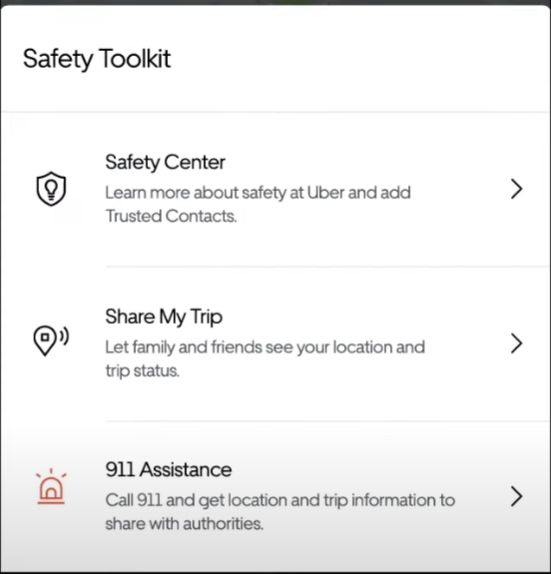 Safety Toolkit
Safety Center
Learn more about safety at Uber and add
Trusted Contacts.
Share My Trip
Let family and friends see your location and
trip status.
911 Assistance
Call 911 and get location and trip information to
share with authorities.